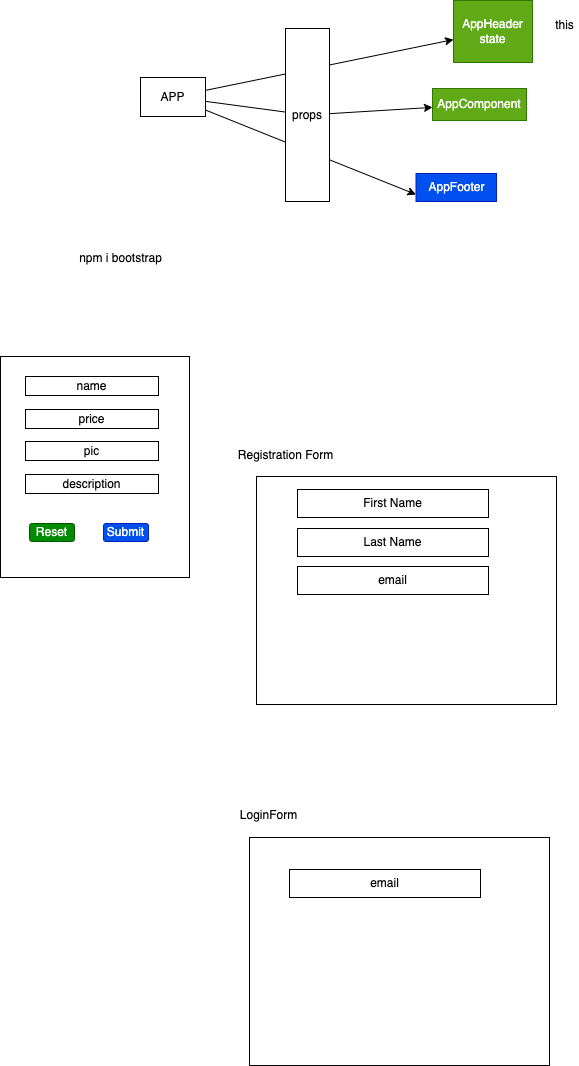 AppHeader
state
this
APP
props
AppComponent
AppFooter
npm i bootstrap
name
price
pic
description
Reset
Submit
Registration Form
First Name
Last Name
email
LoginForm
email